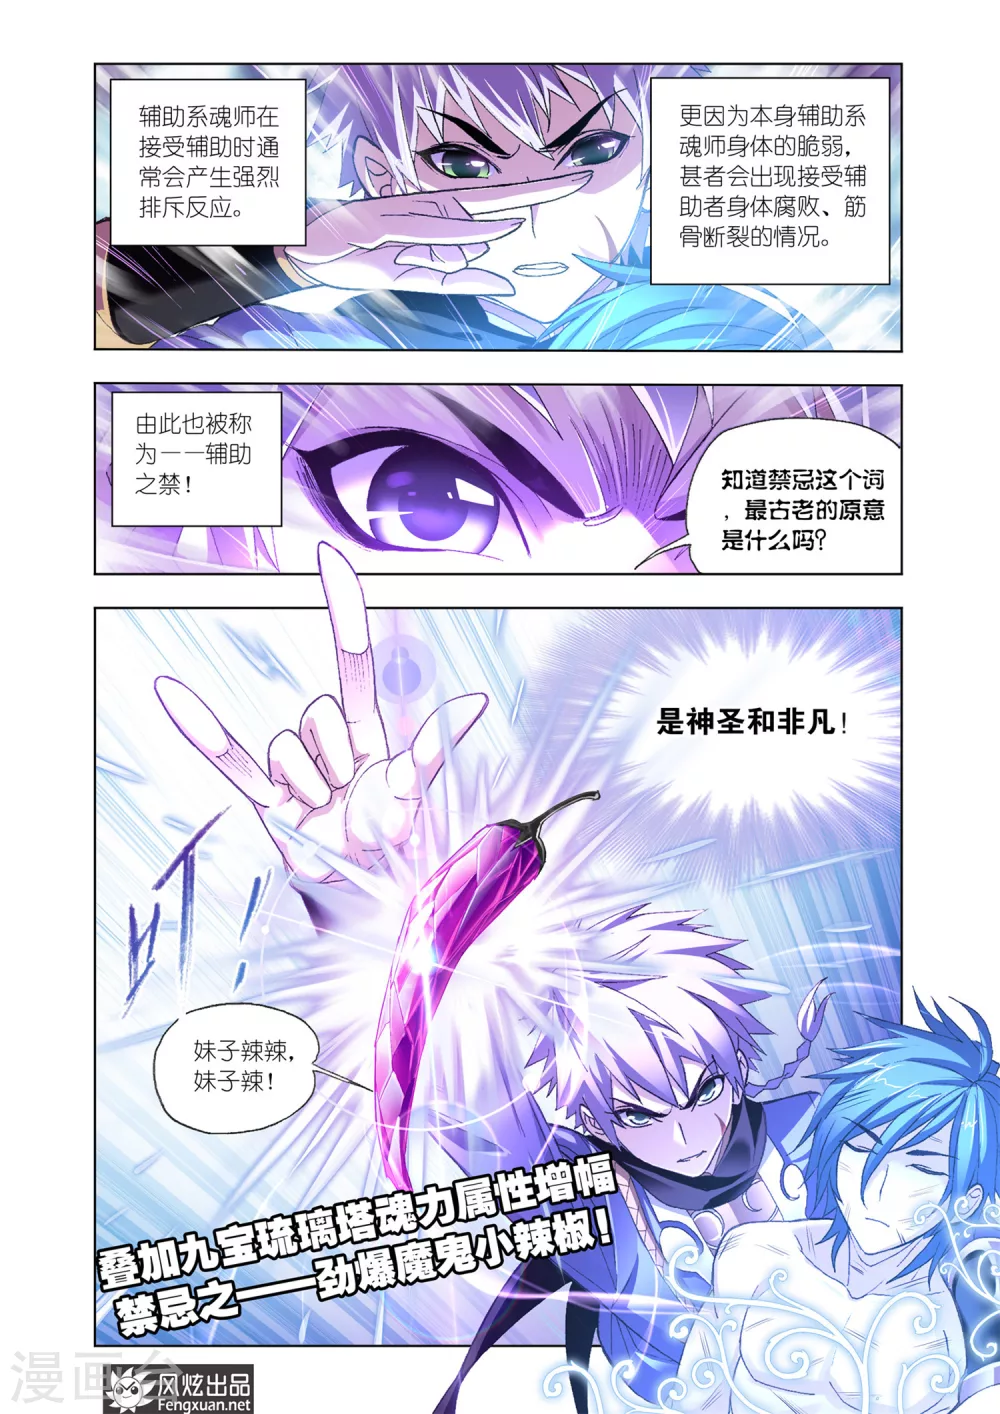 辅助系魂师在
接受辅助时通
常会产生强烈
排斥反应。
更因为本身辅助系
魂师身体的脆弱，
甚者会出现接受辅
助者身体腐败、筋
骨断裂的情况。
由此也被称
为一一辅助
之禁！
知道禁忌这个词
，最古老的原意
是什么吗？
是神圣和非凡！
叮！
妹子辣辣，
妹子辣！
叠加九宝琉璃塔魂力属性增幅
禁忌之——劲爆魔鬼小辣椒！
漫画台
风炫出品
Fengxuan.net